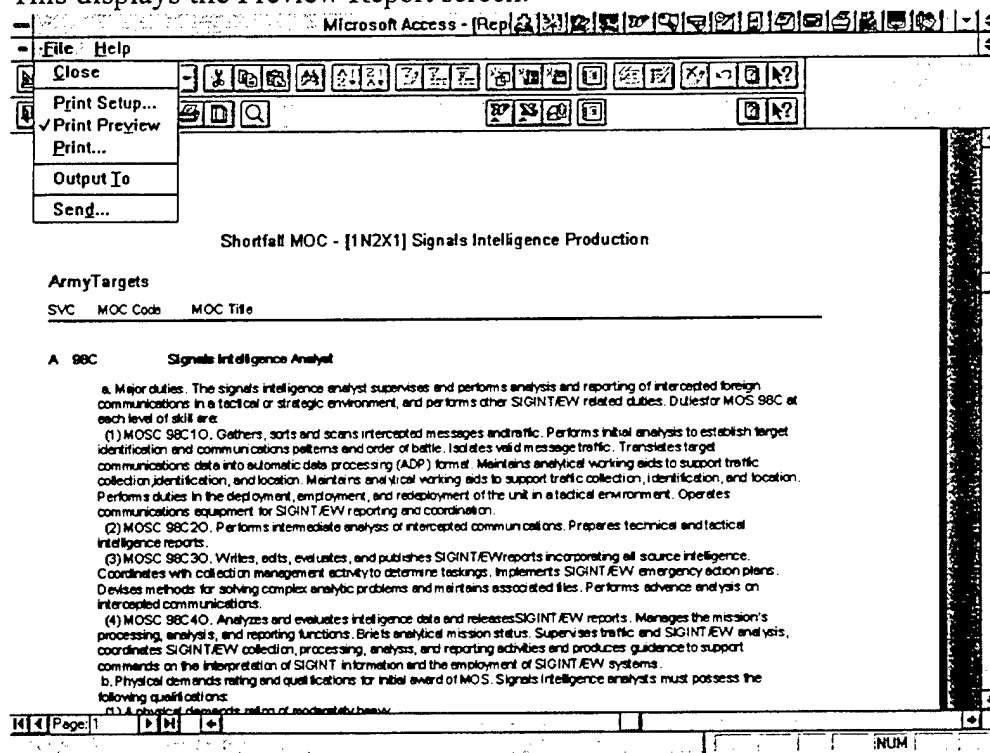 This displays the Preview Report screen.
Microsoft Access - [Rep
File Help
Close
Print Setup...
✓Print Preview
Print...
Output To
Send...
Shortfall MOC - [1N2X1] Signals Intelligence Production
ArmyTargets
SVC MOC Code MOC Title
A 98C Signals Intelligence Analyst
a. Major duties. The signals intelligence analyst supervises and performs analysis and reporting of intercepted foreign
communications in a tactical or strategic environment, and performs other SIGINT/EW related duties. Dutiesfor MOS 98C at
each level of skill are:
(1) MOSC 98C1O. Gathers, sorts and scans intercepted messages andtraffic. Performs initial analysis to establish target
identification and communications patterns and order of battle. Isolates valid message traffic. Translates target
communications data into automatic data processing (ADP) format. Maintains analytical working aids to support traffic
collection,identification, and location. Maintains analytical working aids to support traffic collection, identification, and location.
Performs duties in the deployment, employment, and redeployment of the unit in a tactical environment. Operates
communications equipment for SIGINT/EW reporting and coordination.
(2) MOSC 98C2O. Performs intermediate analysis of intercepted communications. Prepares technical and tactical
intelligence reports.
(3) MOSC 98C3O. Writes, edits, evaluates, and publishes SIGINT/EWreports incorporating all source intelligence.
Coordinates with collection management activity to determine taskings. Implements SIGINT/EW emergency action plans.
Devises methods for solving complex analytic problems and maintains associated files. Performs advance analysis on
intercepted communications.
(4) MOSC 98C4O. Analyzes and evaluates intelligence data and releasesSIGINT/EW reports. Manages the mission's
processing, analysis, and reporting functions. Briefs analytical mission status. Supervises traffic and SIGINT/EW analysis,
coordinates SIGINT/EW collection, processing, analysis, and reporting activities and produces guidance to support
commands on the interpretation of SIGINT information and the employment of SIGINT/EW systems.
b. Physical demands rating and qualifications for initial award of MOS. Signals Intelligence analysts must possess the
following qualifications:
(1) A physical demands rating of moderately heavy.
Page: 1
NUM